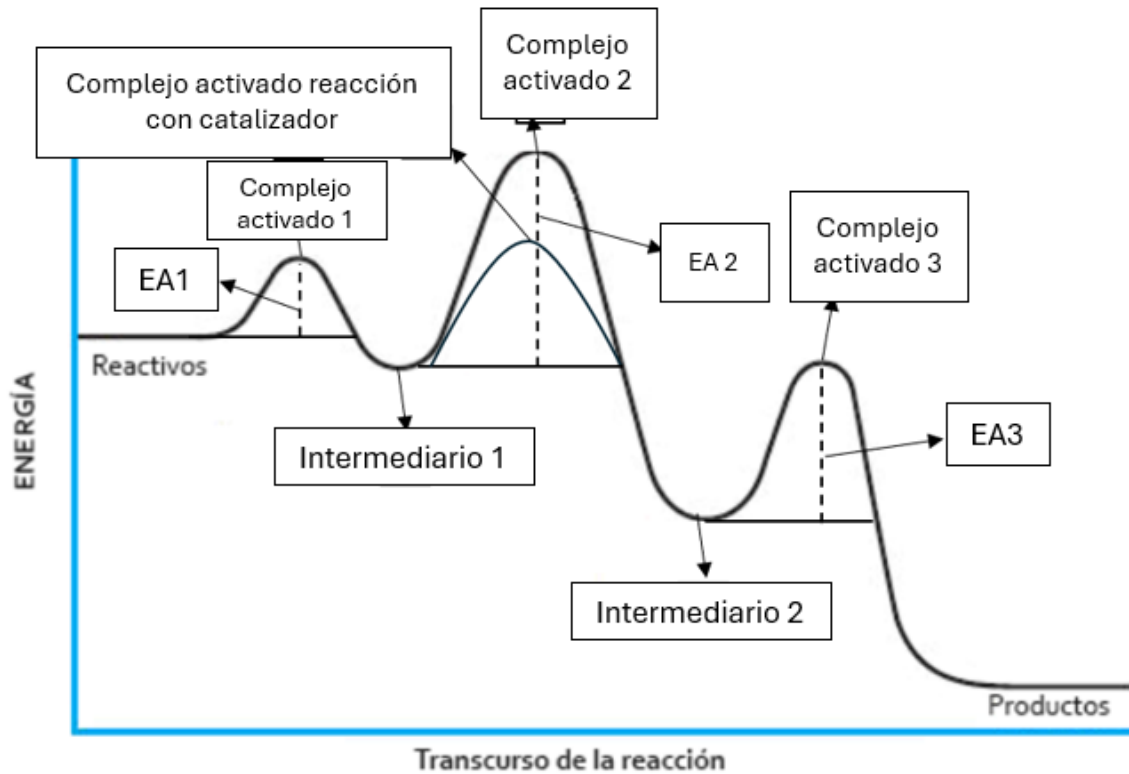 Complejo
activado 2
Complejo activado reacción
con catalizador
Complejo
activado 1
Complejo
activado 3
EA1
EA 2
Reactivos
ENERGÍA
Intermediario 1
EA3
Intermediario 2
Productos
Transcurso de la reacción